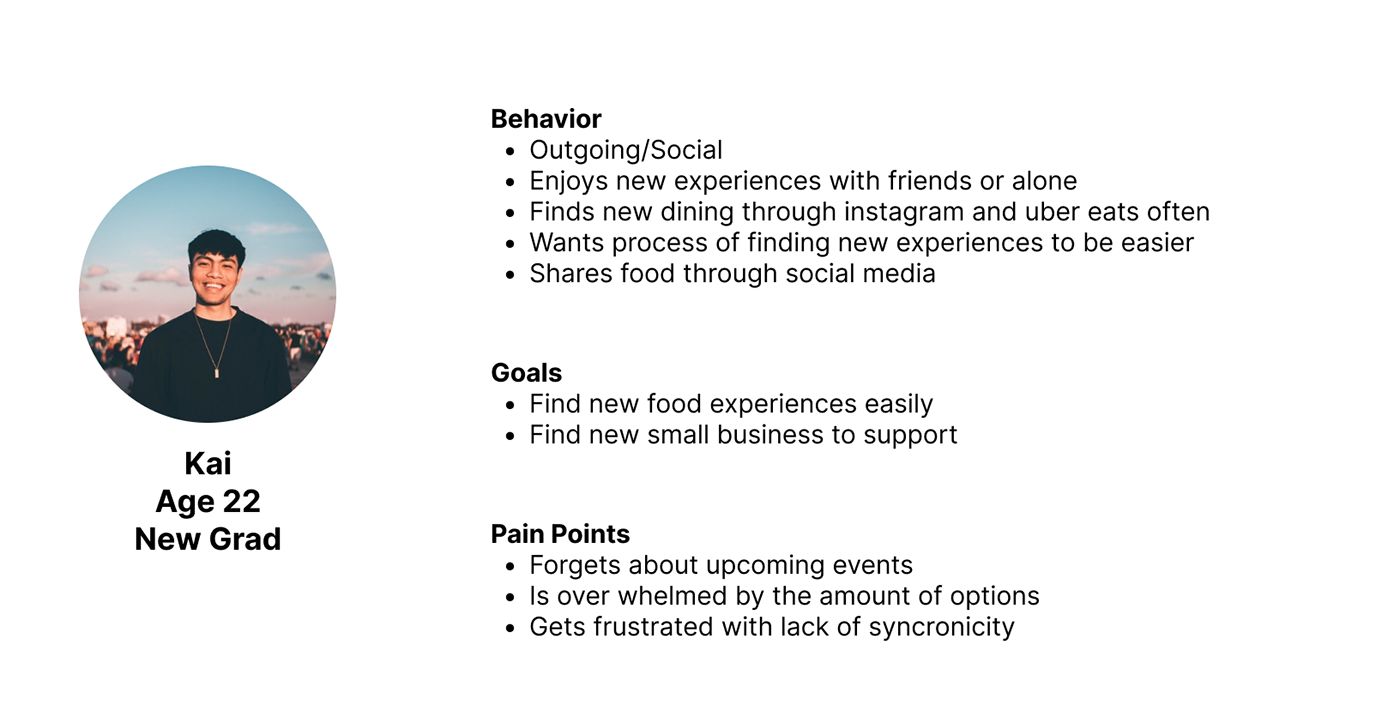 Kai
Age 22
New Grad
Behavior
• Outgoing/Social
• Enjoys new experiences with friends or alone
• Finds new dining through instagram and uber eats often
• Wants process of finding new experiences to be easier
• Shares food through social media
Goals
• Find new food experiences easily
• Find new small business to support
Pain Points
• Forgets about upcoming events
• Is over whelmed by the amount of options
• Gets frustrated with lack of syncronicity